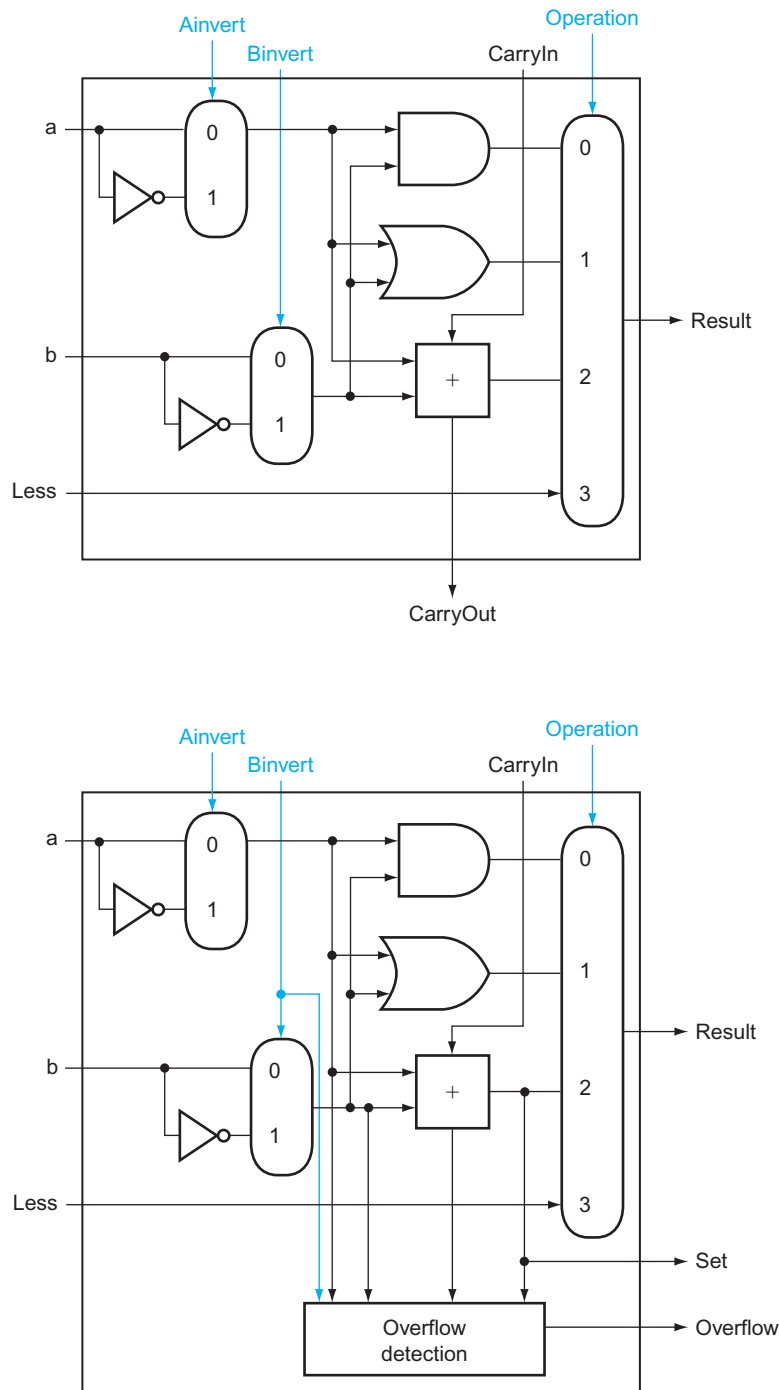 Operation
Ainvert
Binvert
CarryIn
a
0
0
1
1
b
0
2
+
1
Less
3
Result
CarryOut
Operation
Ainvert
Binvert
CarryIn
a
0
0
1
1
Result
b
0
2
+
1
Less
3
Set
Overflow
detection
Overflow